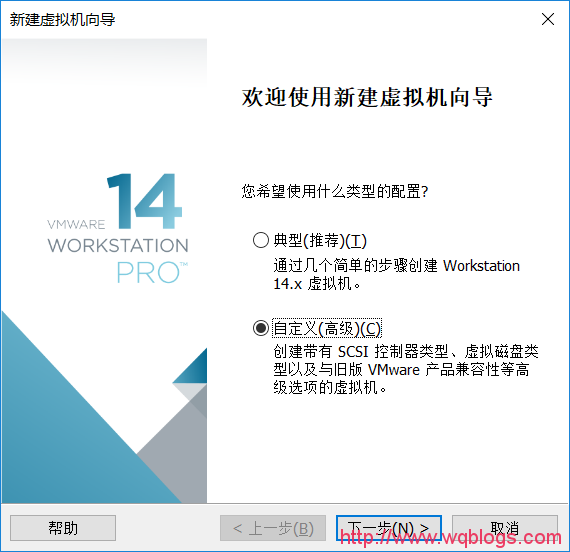 新建虚拟机向导
欢迎使用新建虚拟机向导
14
VMWARE
WORKSTATION
PRO™
您希望使用什么类型的配置?
典型(推荐)(T)
通过几个简单的步骤创建 Workstation
14.x 虚拟机。
自定义(高级)(C)
创建带有 SCSI 控制器类型、虚拟磁盘类
型以及与旧版 VMware 产品兼容性等高
级选项的虚拟机。
帮助
< 上一步(B)
下一步(N) >
取消
http://www.wqblogs.com